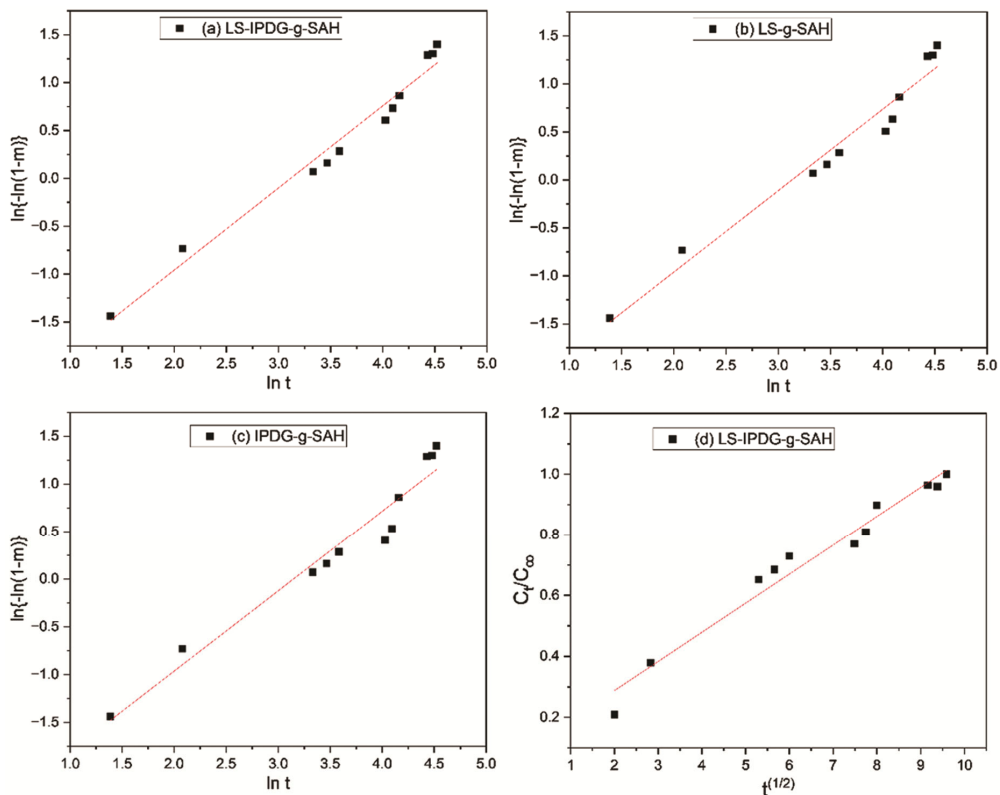 (a) LS-IPDG-g-SAH
ln{-ln(1-m)}
1.5
1.0
0.5
0.0
−0.5
−1.0
−1.5
1.0 1.5 2.0 2.5 3.0 3.5 4.0 4.5 5.0
ln t
(b) LS-g-SAH
ln{-ln(1-m)}
1.5
1.0
0.5
0.0
−0.5
−1.0
−1.5
1.0 1.5 2.0 2.5 3.0 3.5 4.0 4.5 5.0
ln t
(c) IPDG-g-SAH
ln{-ln(1-m)}
1.5
1.0
0.5
0.0
−0.5
−1.0
−1.5
1.0 1.5 2.0 2.5 3.0 3.5 4.0 4.5 5.0
ln t
(d) LS-IPDG-g-SAH
Ct/C∞
1.2
1.0
0.8
0.6
0.4
0.2
1 2 3 4 5 6 7 8 9 10
t(1/2)